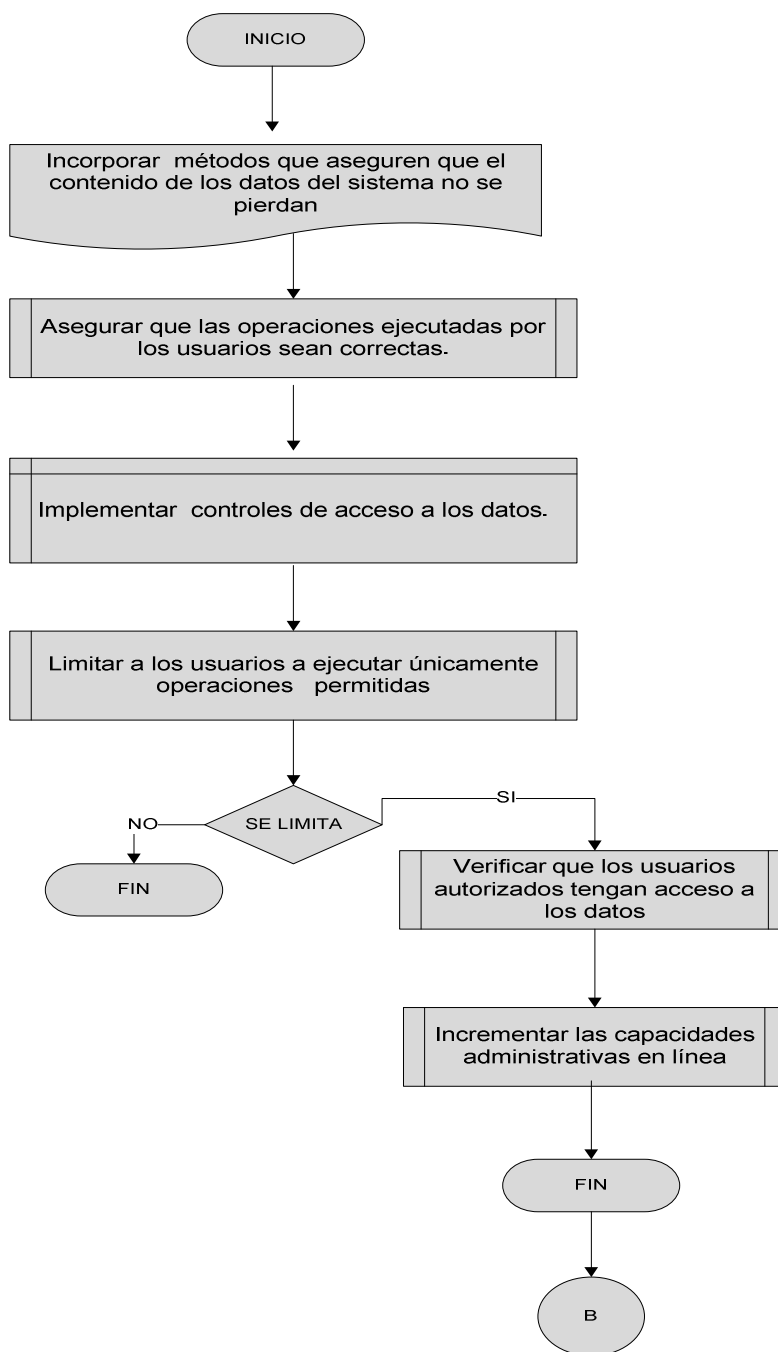 INICIO
Incorporar métodos que aseguren que el
contenido de los datos del sistema no se
pierdan
Asegurar que las operaciones ejecutadas por
los usuarios sean correctas.
Implementar controles de acceso a los datos.
Limitar a los usuarios a ejecutar únicamente
operaciones permitidas
SE LIMITA
NO
SI
FIN
Verificar que los usuarios
autorizados tengan acceso a
los datos
Incrementar las capacidades
administrativas en línea
FIN
B